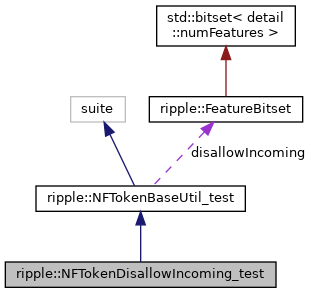 std::bitset< detail
::numFeatures >
suite
ripple::FeatureBitset
disallowIncoming
ripple::NFTokenBaseUtil_test
ripple::NFTokenDisallowIncoming_test